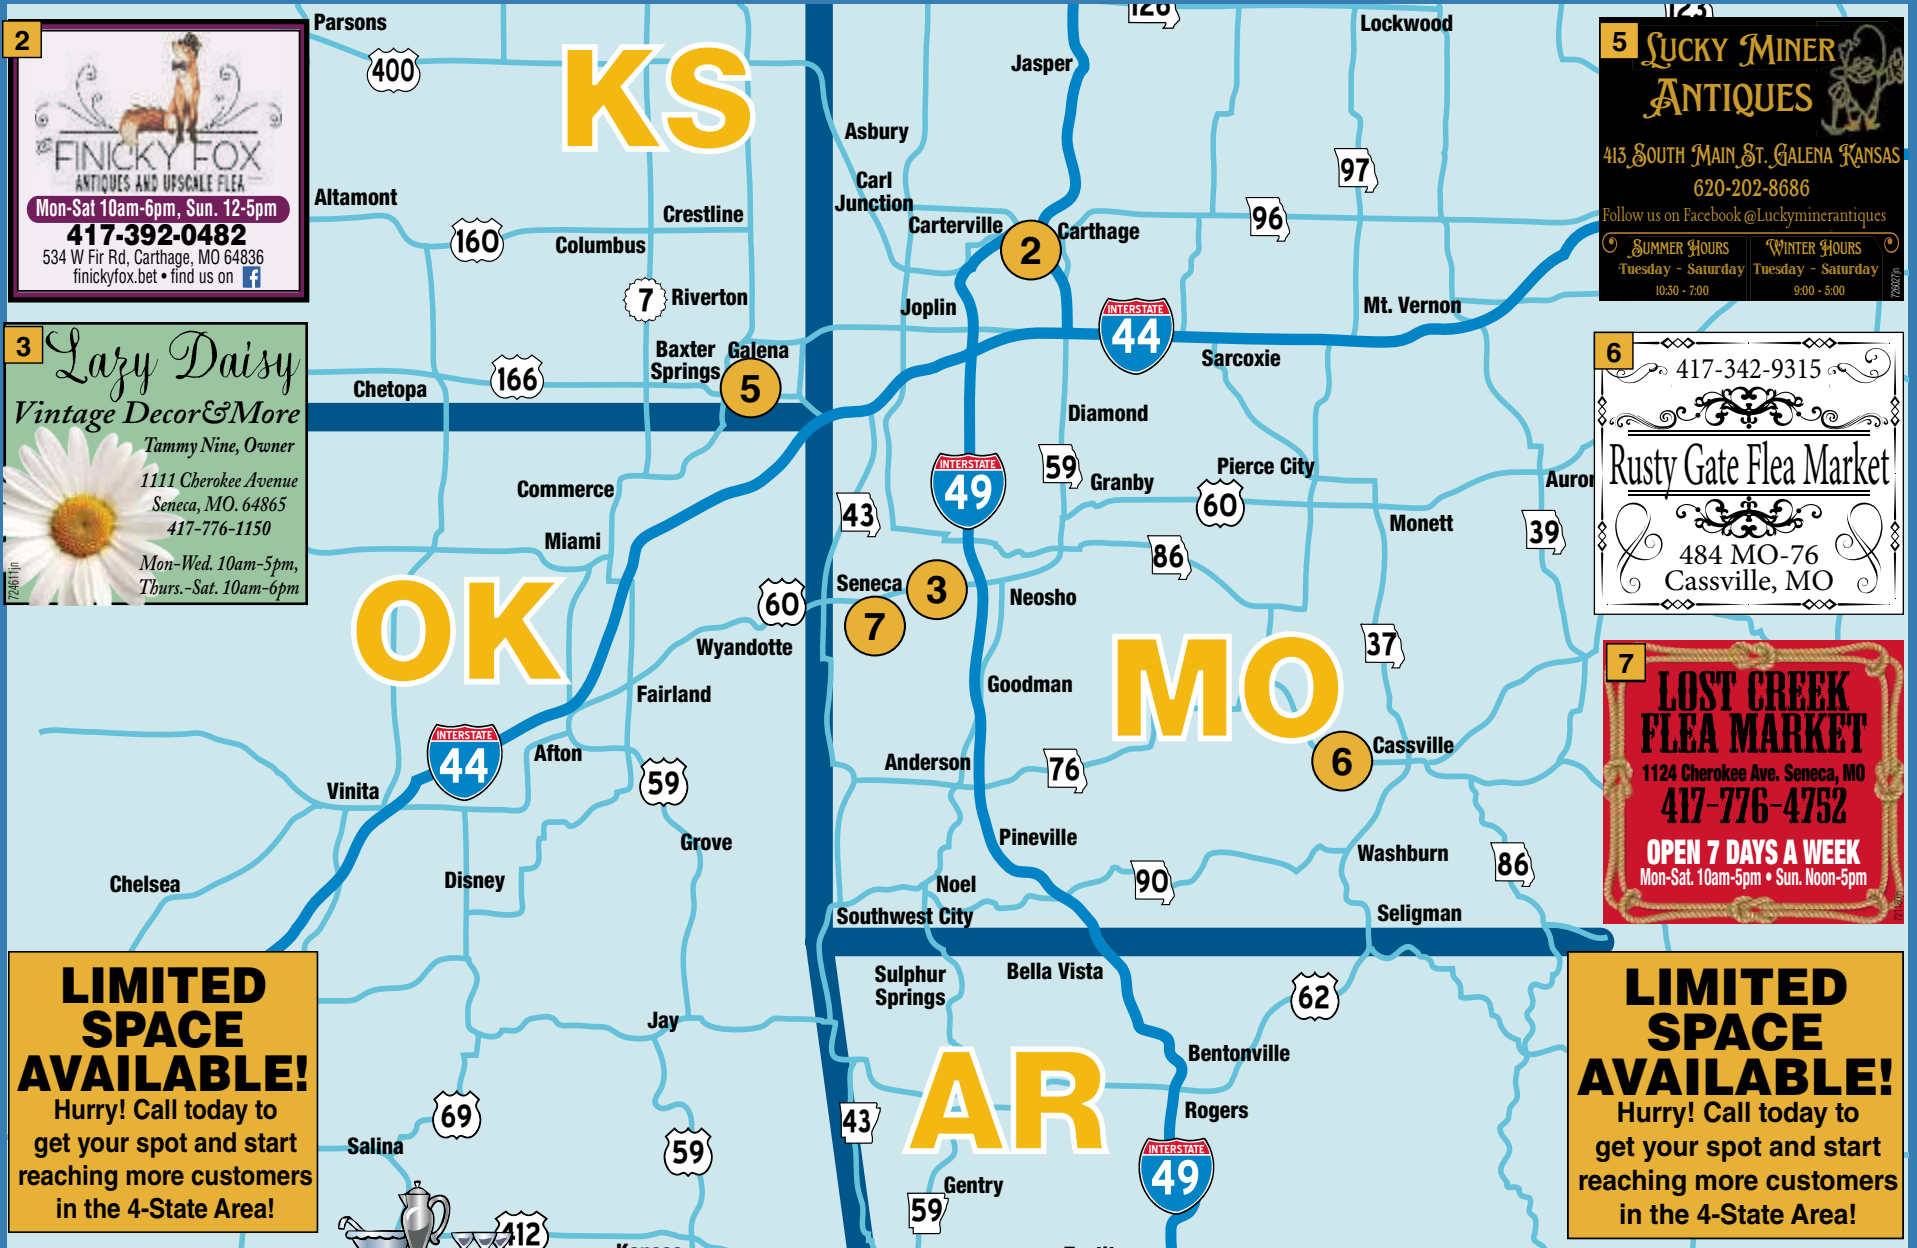 2
THE
FINICKY FOX
ANTIQUES AND UPSCALE FLEA
Mon-Sat 10am-6pm, Sun. 12-5pm
417-392-0482
534 W Fir Rd, Carthage, MO 64836
finickyfox.bet • find us on f
3
Lazy Daisy
Vintage Decor&More
Tammy Nine, Owner
1111 Cherokee Avenue
Seneca, MO. 64865
417-776-1150
Mon-Wed. 10am-5pm,
Thurs.-Sat. 10am-6pm
724611jn
LIMITED
SPACE
AVAILABLE!
Hurry! Call today to
get your spot and start
reaching more customers
in the 4-State Area!
Parsons
400
KS
Altamont
160
Crestline
Columbus
7
Riverton
Baxter
Springs
Galena
5
166
Chetopa
Commerce
Miami
OK
60
Wyandotte
Fairland
INTERSTATE
44
Afton
59
Vinita
Grove
Chelsea
Disney
Jay
69
Salina
59
412
126
Lockwood
123
Jasper
Asbury
97
Carl
Junction
Carterville
2
Carthage
96
Joplin
INTERSTATE
44
Mt. Vernon
Sarcoxie
Diamond
INTERSTATE
49
59
Granby
Pierce City
60
43
Monett
39
86
Seneca
3
7
Neosho
MO
37
Goodman
6
Cassville
Anderson
76
Pineville
Washburn
86
Noel
90
Southwest City
Seligman
Sulphur
Springs
Bella Vista
62
AR
Bentonville
43
Rogers
INTERSTATE
49
Gentry
59
5
LUCKY MINER
ANTIQUES
413 SOUTH MAIN ST. GALENA KANSAS
620-202-8686
Follow us on Facebook @Luckyminerantiques
SUMMER HOURS
Tuesday - Saturday
10:30 - 7:00
WINTER HOURS
Tuesday - Saturday
9:00 - 5:00
726027jn
6
417-342-9315
Rusty Gate Flea Market
484 MO-76
Cassville, MO
7
LOST CREEK
FLEA MARKET
1124 Cherokee Ave. Seneca, MO
417-776-4752
OPEN 7 DAYS A WEEK
Mon-Sat. 10am-5pm • Sun. Noon-5pm
LIMITED
SPACE
AVAILABLE!
Hurry! Call today to
get your spot and start
reaching more customers
in the 4-State Area!